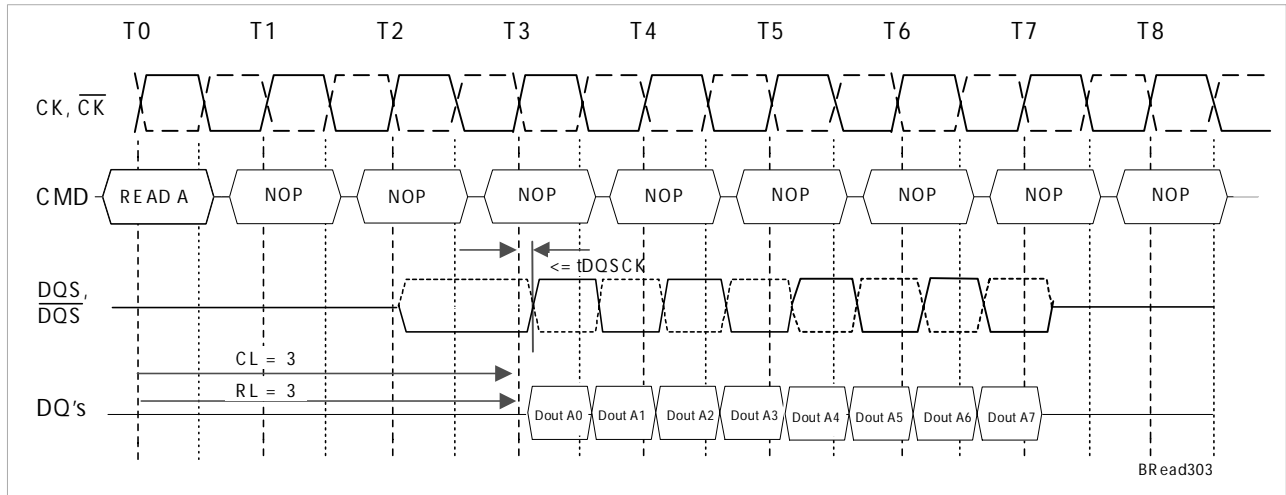 T0 T1 T2 T3 T4 T5 T6 T7 T8
CK, CK
CMD READ A NOP NOP NOP NOP NOP NOP NOP NOP
<= tDQSCK
DQS,
DQS
CL = 3
RL = 3
DQ's Dout A0 Dout A1 Dout A2 Dout A3 Dout A4 Dout A5 Dout A6 Dout A7
BRead303